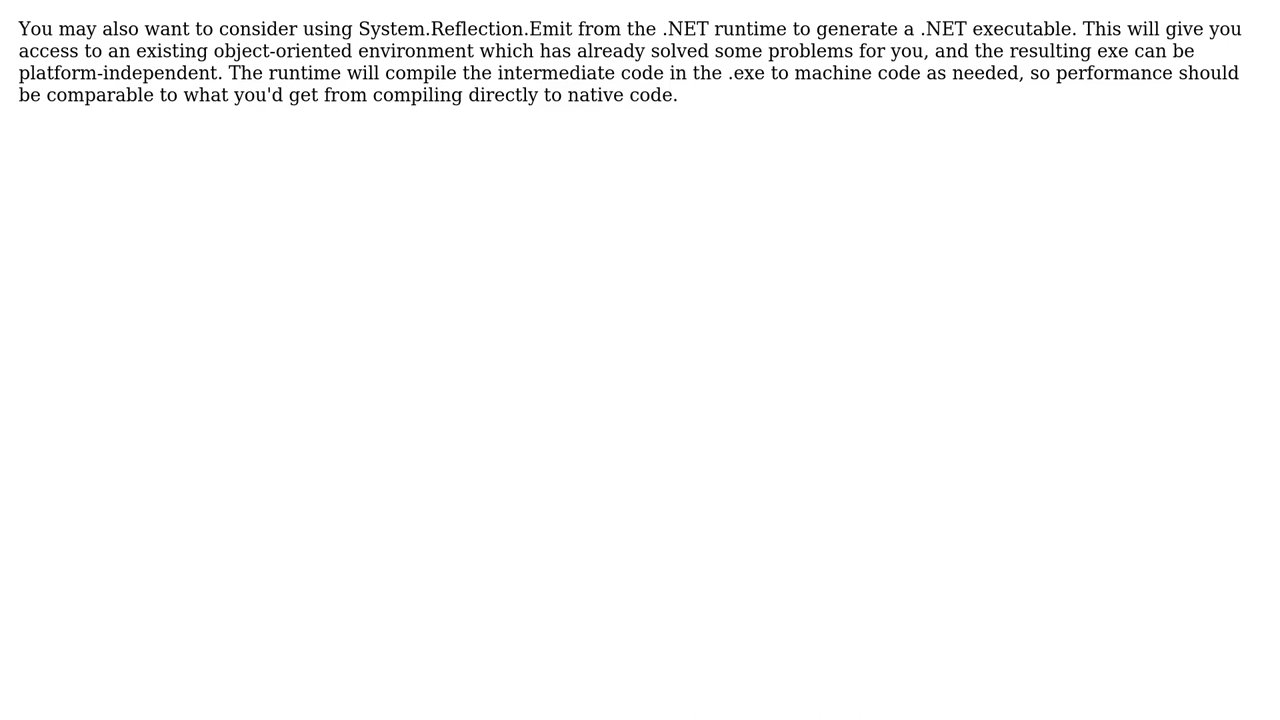 You may also want to consider using System.Reflection.Emit from the .NET runtime to generate a .NET executable. This will give you
access to an existing object-oriented environment which has already solved some problems for you, and the resulting exe can be
platform-independent. The runtime will compile the intermediate code in the .exe to machine code as needed, so performance should
be comparable to what you'd get from compiling directly to native code.